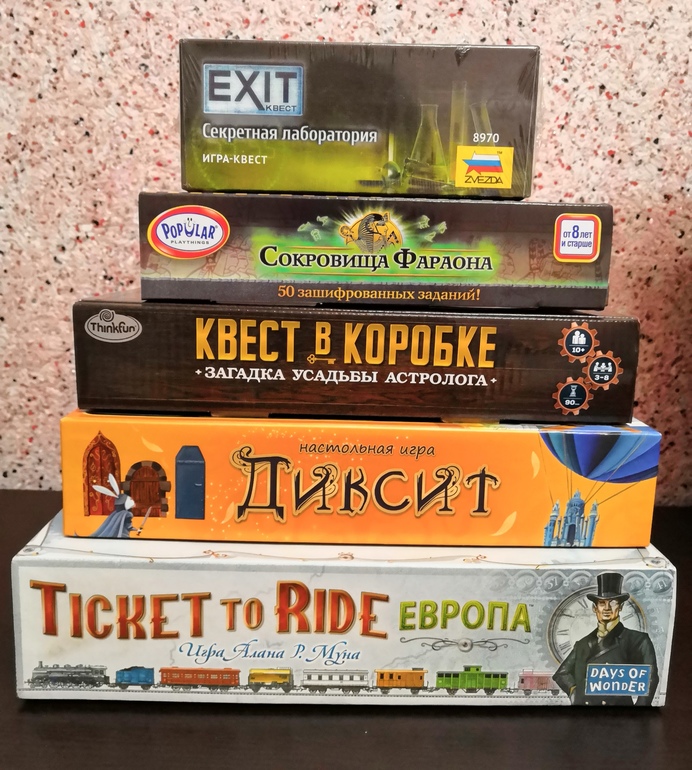 EXIT
КВЕСТ
Секретная лаборатория
ИГРА-КВЕСТ
8970
ZVEZDA
POPULAR
PLAYTHINGS
СОКРОВИЩА ФАРАОНА
50 зашифрованных заданий!
от 8 лет
и старше
ThinkFun
КВЕСТ В КОРОБКЕ
ЗАГАДКА УСАДЬБЫ АСТРОЛОГА
10+
3-8
настольная игра
ДИКСИТ
TICKET TO RIDE ЕВРОПА
Игра Алана Р. Муна
DAYS OF
WONDER